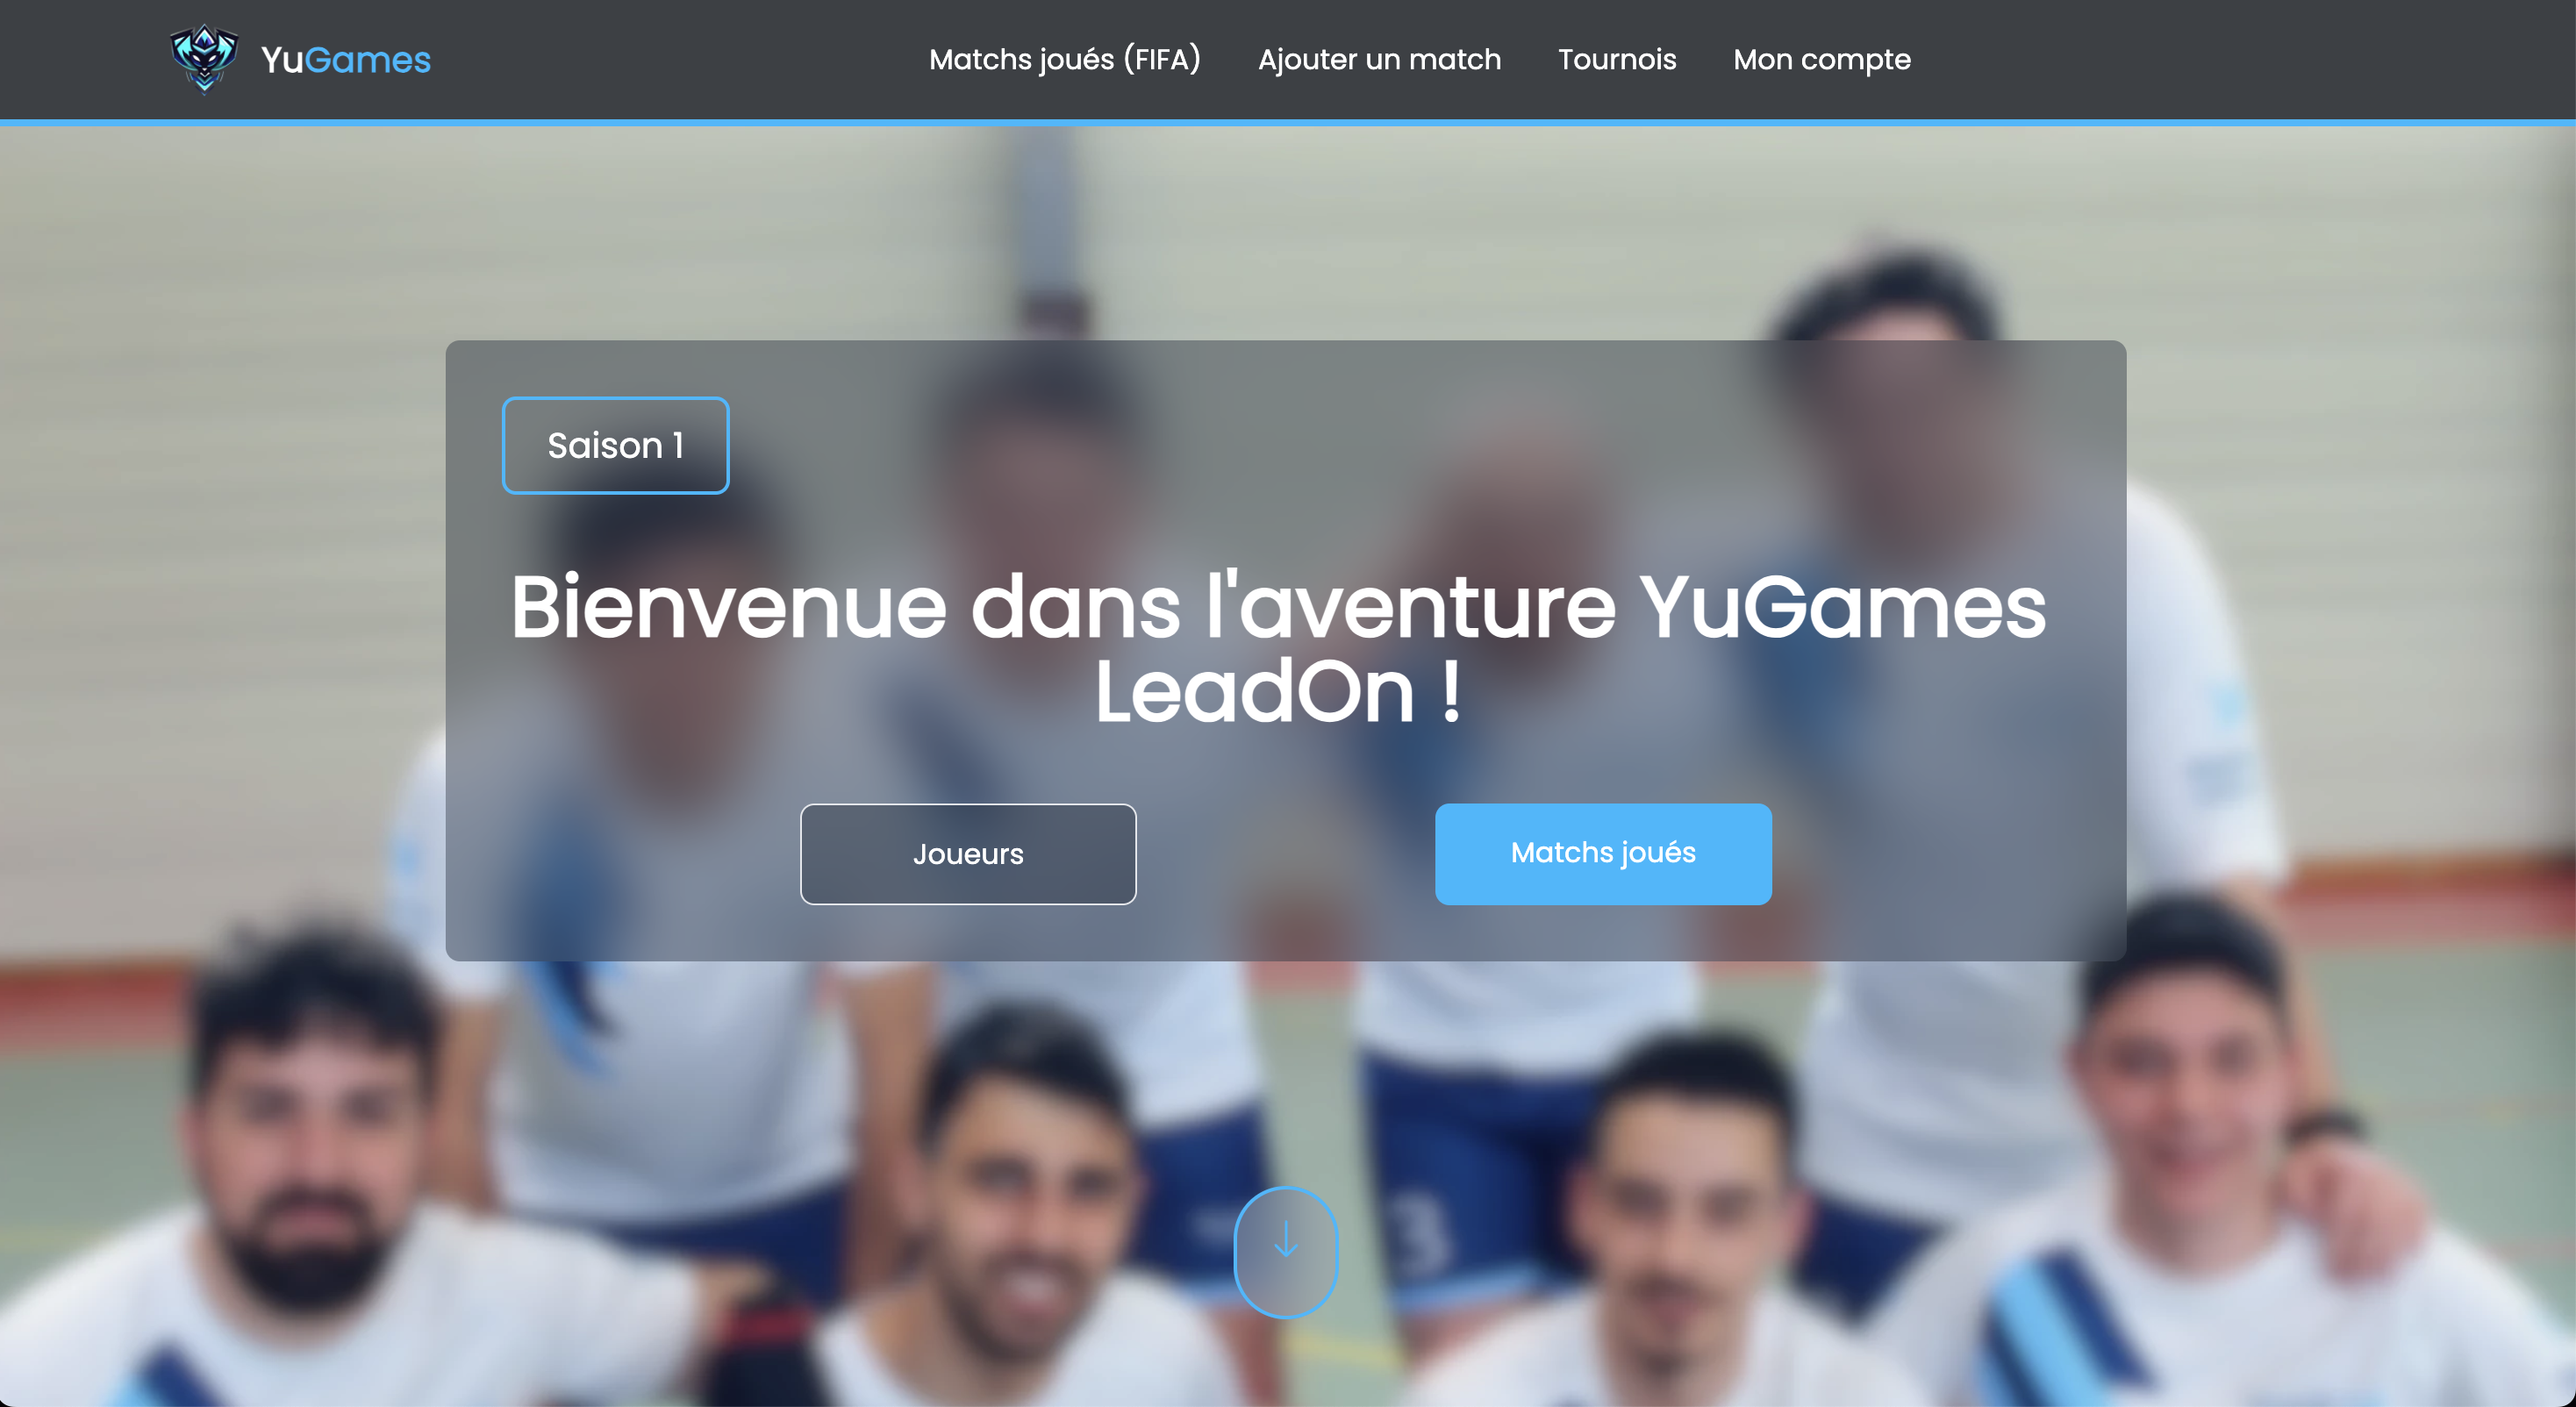 YuGames
Matchs joués (FIFA)
Ajouter un match
Tournois
Mon compte
Saison 1
Bienvenue dans l'aventure YuGames
LeadOn !
Joueurs
Matchs joués
3